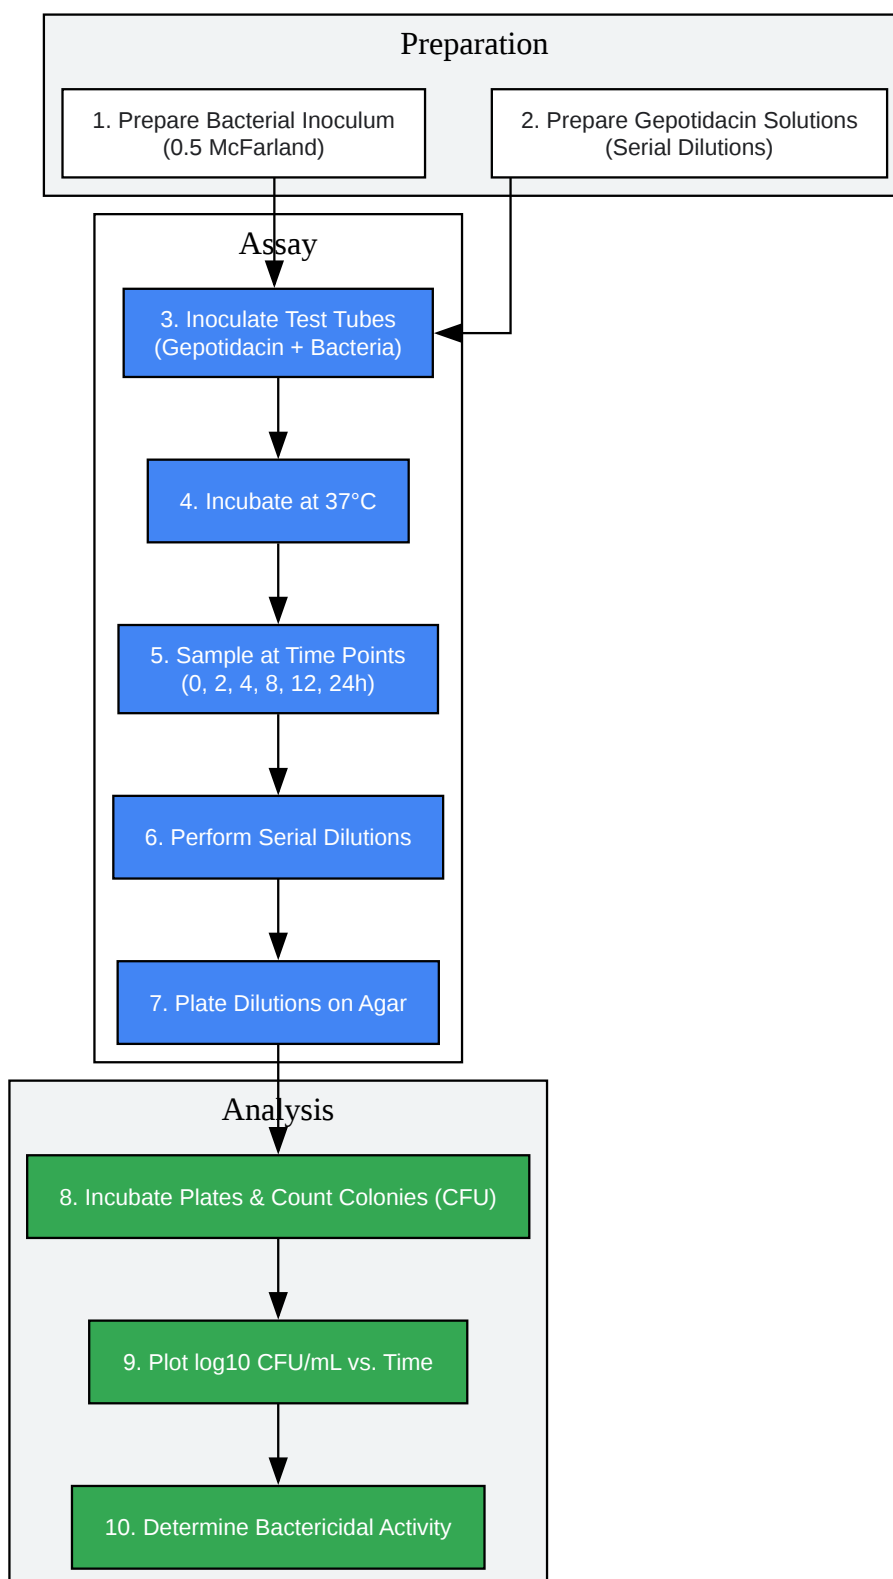 Preparation
1. Prepare Bacterial Inoculum
(0.5 McFarland)
2. Prepare Gepotidacin Solutions
(Serial Dilutions)
Assay
3. Inoculate Test Tubes
(Gepotidacin + Bacteria)
4. Incubate at 37°C
5. Sample at Time Points
(0, 2, 4, 8, 12, 24h)
6. Perform Serial Dilutions
7. Plate Dilutions on Agar
Analysis
8. Incubate Plates & Count Colonies (CFU)
9. Plot log10 CFU/mL vs. Time
10. Determine Bactericidal Activity